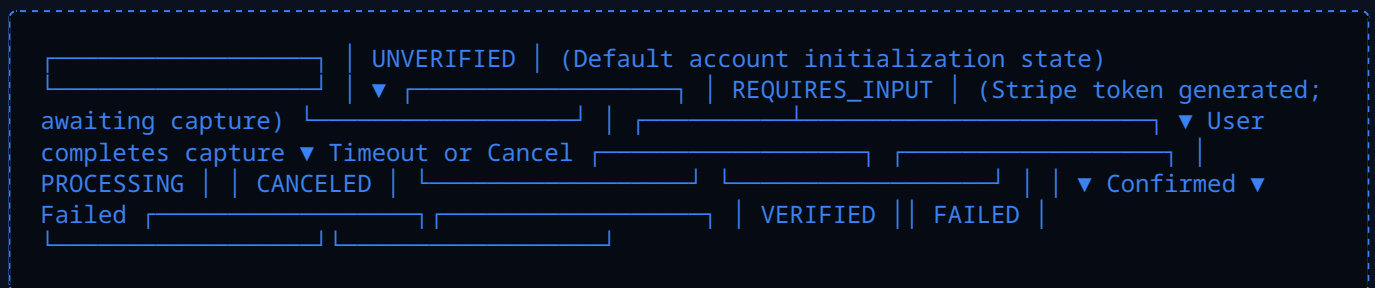 ┌───────────────────┐ │ UNVERIFIED │ (Default account initialization state)
└───────────────────┘ │ ▼ ┌───────────────────┐ │ REQUIRES_INPUT │ (Stripe token generated;
awaiting capture) └───────────────────┘ │ ┌──────────┴────────────────────────┐ ▼ User
completes capture ▼ Timeout or Cancel ┌───────────────────┐ ┌───────────────────┐ │
PROCESSING │ │ CANCELED │ └───────────────────┘ └───────────────────┘ │ │ ▼ Confirmed ▼
Failed ┌───────────────────┐┌───────────────────┐ │ VERIFIED ││ FAILED │
└───────────────────┘└───────────────────┘